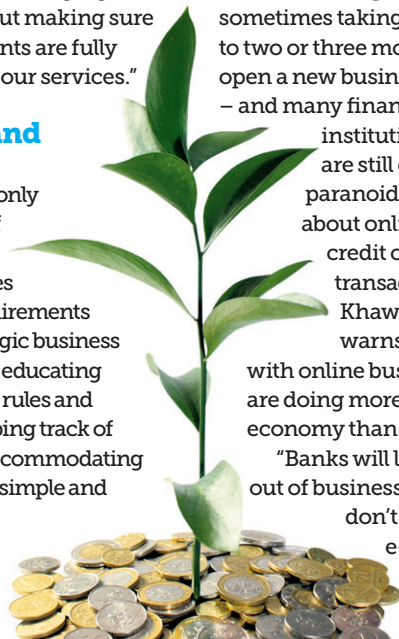 ut making sure
nts are fully
our services.”
nd
only
es
irements
gic business
educating
rules and
ping track of
commodating
simple and
sometimes taking
to two or three mo
open a new busin
– and many finan
instituti
are still
paranoid
about onli
credit c
transac
Khaw
warns
with online bus
are doing more
economy than
“Banks will l
out of business
don’t
e-